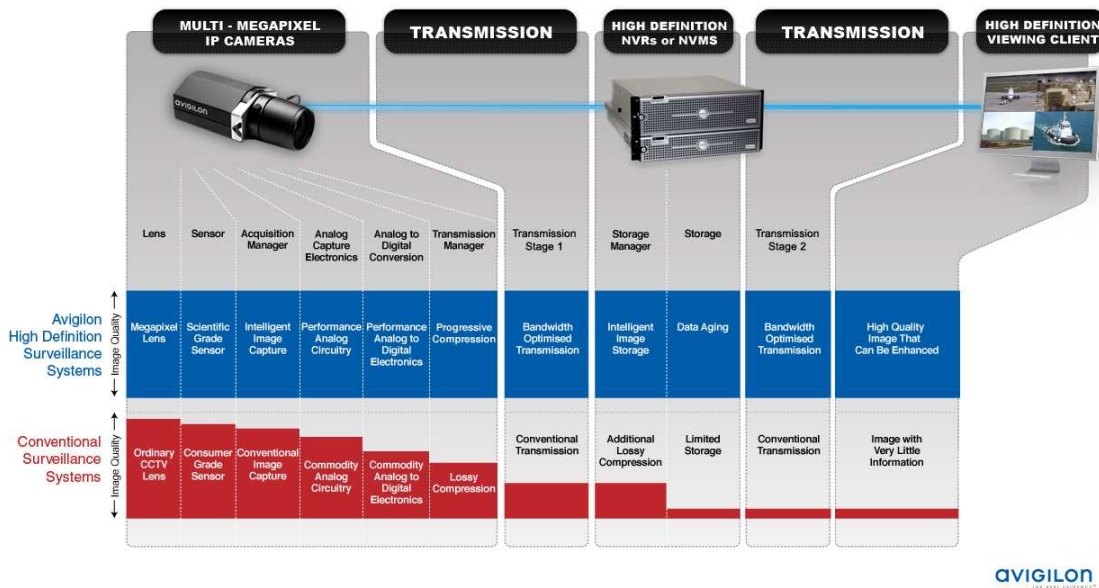 MULTI - MEGAPIXEL
IP CAMERAS
TRANSMISSION
HIGH DEFINITION
NVRs or NVMS
TRANSMISSION
HIGH DEFINITION
VIEWING CLIENT
avigilon
Lens
Sensor
Acquisition
Manager
Analog
Capture
Electronics
Analog to
Digital
Conversion
Transmission
Manager
Transmission
Stage 1
Storage
Manager
Storage
Transmission
Stage 2
Avigilon
High Definition
Surveillance
Systems
Image Quality
Megapixel
Lens
Scientific
Grade
Sensor
Intelligent
Image
Capture
Performance
Analog
Circuitry
Performance
Analog to
Digital
Electronics
Progressive
Compression
Bandwidth
Optimised
Transmission
Intelligent
Image
Storage
Data Aging
Bandwidth
Optimised
Transmission
High Quality
Image That
Can Be Enhanced
Conventional
Surveillance
Systems
Image Quality
Ordinary
CCTV
Lens
Consumer
Grade
Sensor
Conventional
Image
Capture
Commodity
Analog
Circuitry
Commodity
Analog to
Digital
Electronics
Lossy
Compression
Conventional
Transmission
Additional
Lossy
Compression
Limited
Storage
Conventional
Transmission
Image with
Very Little
Information
avigilon
THE BEST EVIDENCE™